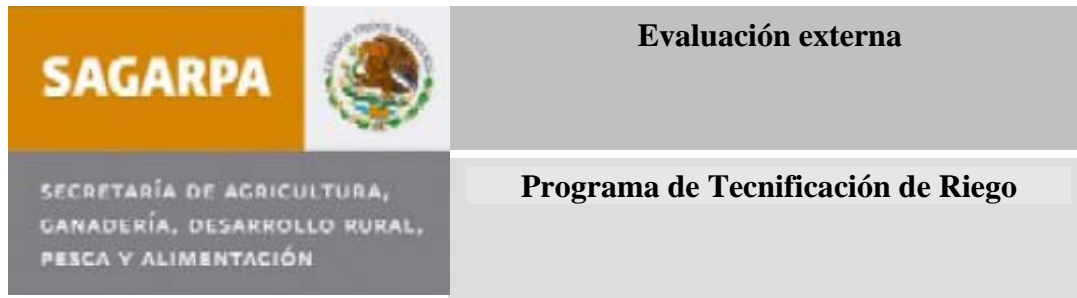 SAGARPA
SECRETARÍA DE AGRICULTURA,
GANADERÍA, DESARROLLO RURAL,
PESCA Y ALIMENTACIÓN
Evaluación externa
Programa de Tecnificación de Riego